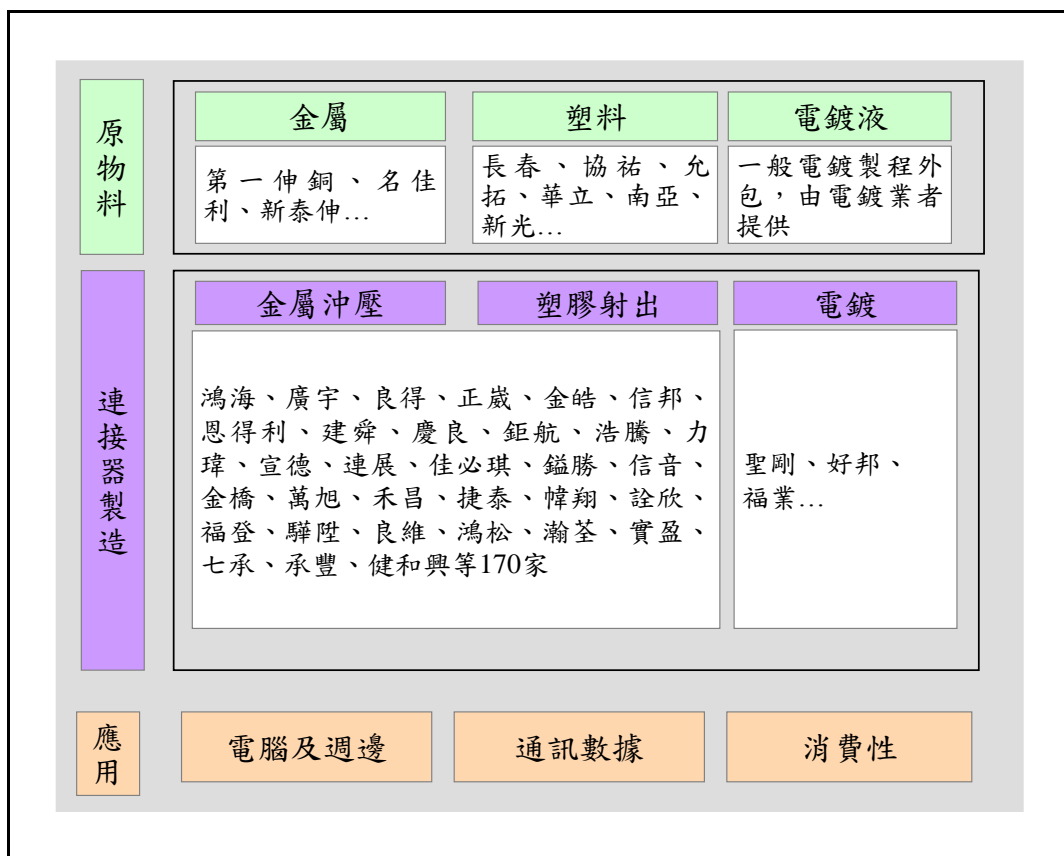 原
物
料
金屬
塑料
電鍍液
第一伸銅、名佳
利、新泰伸…
長春、協祐、允
拓、華立、南亞、
新光…
一般電鍍製程外
包，由電鍍業者
提供
連
接
器
製
造
金屬沖壓
塑膠射出
電鍍
鴻海、廣宇、良得、正崴、金皓、信邦、
恩得利、建舜、慶良、鉅航、浩騰、力
瑋、宣德、連展、佳必琪、鎰勝、信音、
金橋、萬旭、禾昌、捷泰、幃翔、詮欣、
福登、驊陞、良維、鴻松、瀚荃、實盈、
七承、承豐、健和興等170家
聖剛、好邦、
福業…
應
用
電腦及週邊
通訊數據
消費性